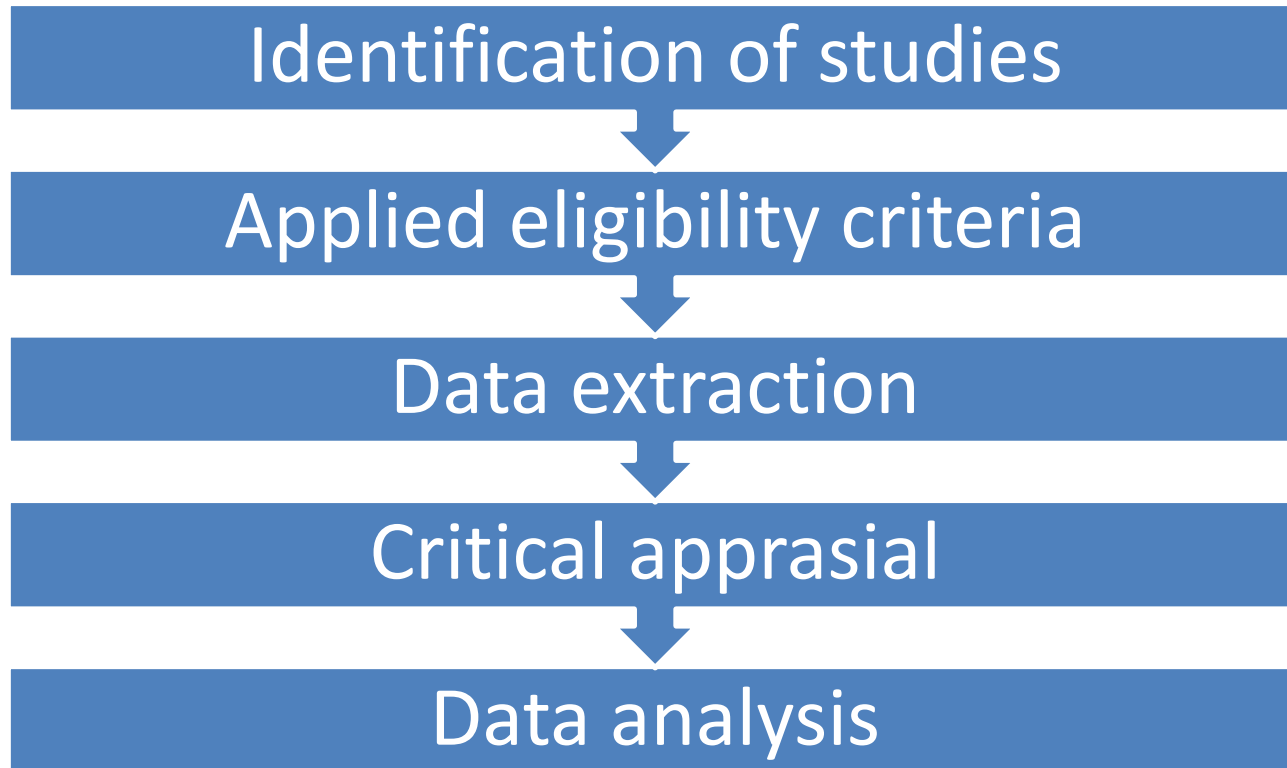 Identification of studies
Applied eligibility criteria
Data extraction
Critical apprasial
Data analysis